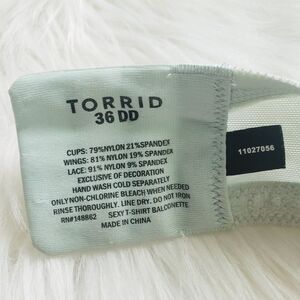 TORRID
36 DD
CUPS: 79%NYLON 21%SPANDEX
WINGS: 81% NYLON 19% SPANDEX
LACE: 91% NYLON 9% SPANDEX
EXCLUSIVE OF DECORATION
HAND WASH COLD SEPARATELY
ONLY NON-CHLORINE BLEACH WHEN NEEDED
RINSE THOROUGHLY. LINE DRY. DO NOT IRON
RN#148862 SEXY T-SHIRT BALCONETTE
MADE IN CHINA
11027056